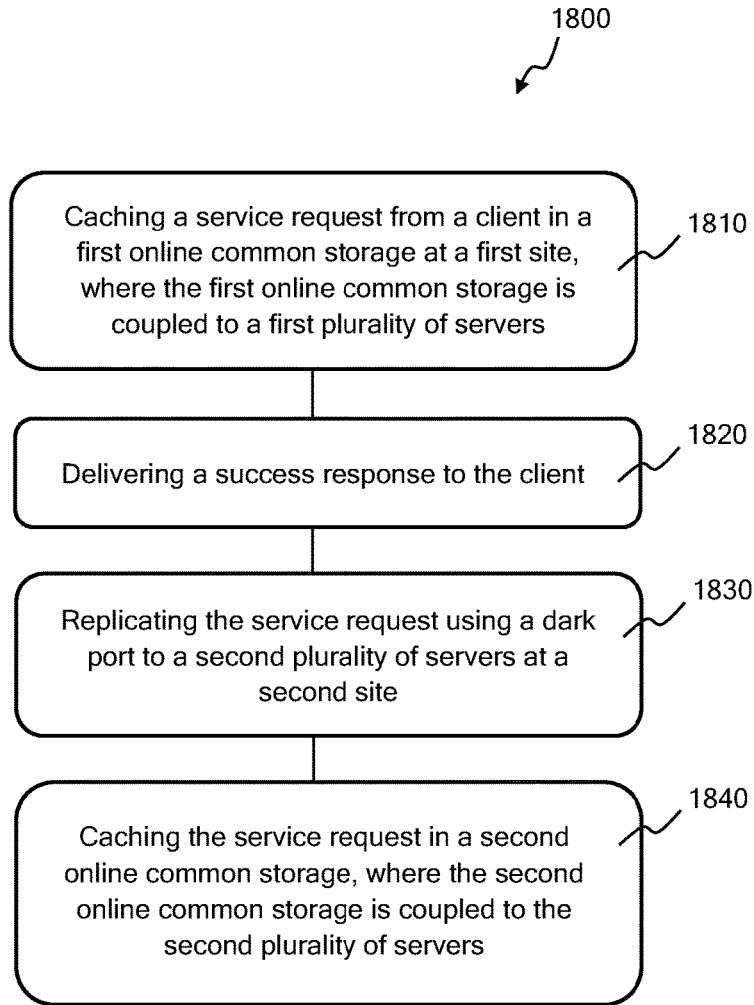 1800
Caching a service request from a client in a
first online common storage at a first site,
where the first online common storage is
coupled to a first plurality of servers
1810
Delivering a success response to the client
1820
Replicating the service request using a dark
port to a second plurality of servers at a
second site
1830
Caching the service request in a second
online common storage, where the second
online common storage is coupled to the
second plurality of servers
1840